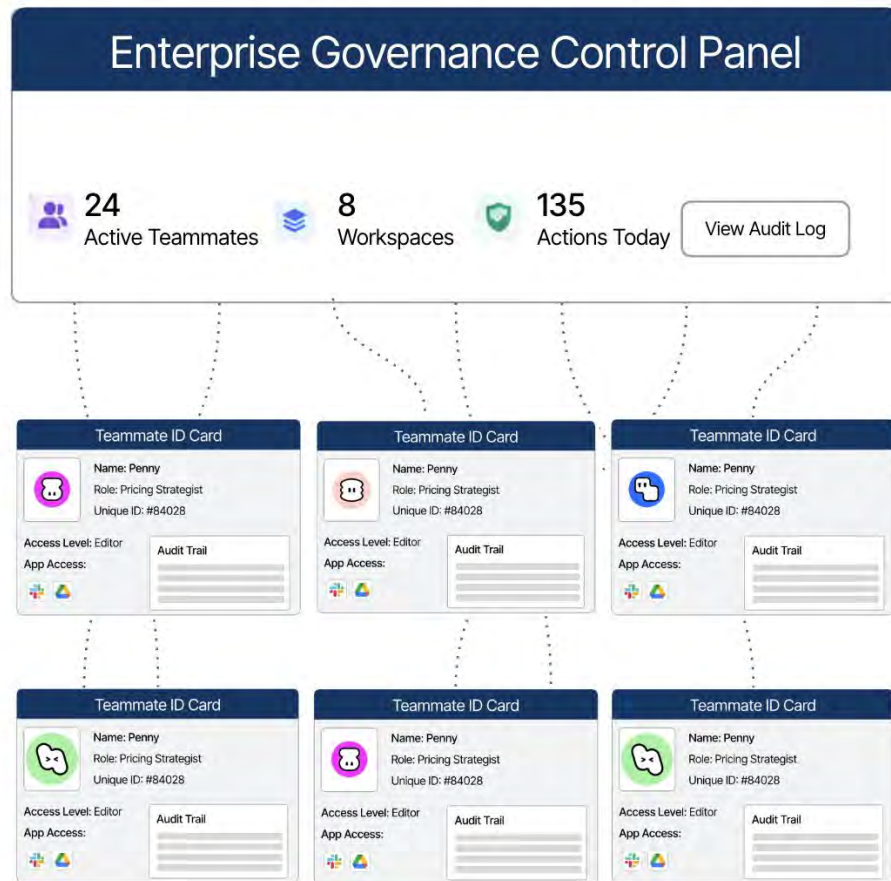 Enterprise Governance Control Panel
24
Active Teammates
8
Workspaces
135
Actions Today
View Audit Log
Teammate ID Card
Name: Penny
Role: Pricing Strategist
Unique ID: #84028
Access Level: Editor
App Access:
Audit Trail
Teammate ID Card
Name: Penny
Role: Pricing Strategist
Unique ID: #84028
Access Level: Editor
App Access:
Audit Trail
Teammate ID Card
Name: Penny
Role: Pricing Strategist
Unique ID: #84028
Access Level: Editor
App Access:
Audit Trail
Teammate ID Card
Name: Penny
Role: Pricing Strategist
Unique ID: #84028
Access Level: Editor
App Access:
Audit Trail
Teammate ID Card
Name: Penny
Role: Pricing Strategist
Unique ID: #84028
Access Level: Editor
App Access:
Audit Trail
Teammate ID Card
Name: Penny
Role: Pricing Strategist
Unique ID: #84028
Access Level: Editor
App Access:
Audit Trail